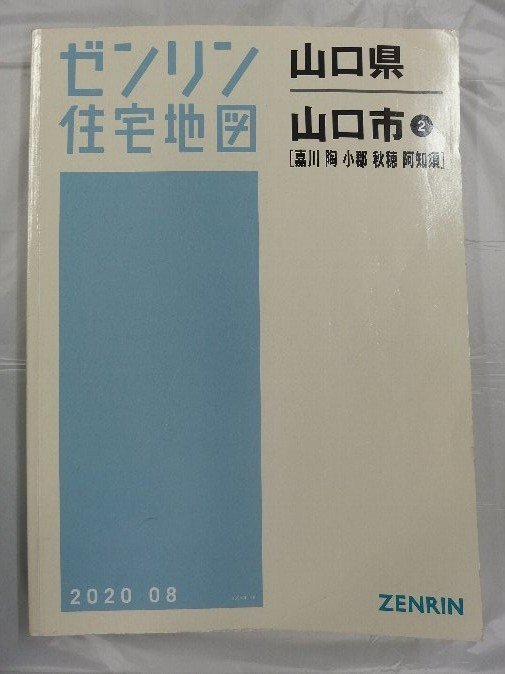 ゼンリン
住宅地図
山口県
山口市 2
[嘉川 陶 小郡 秋穂 阿知須]
2020 08
ZENRIN